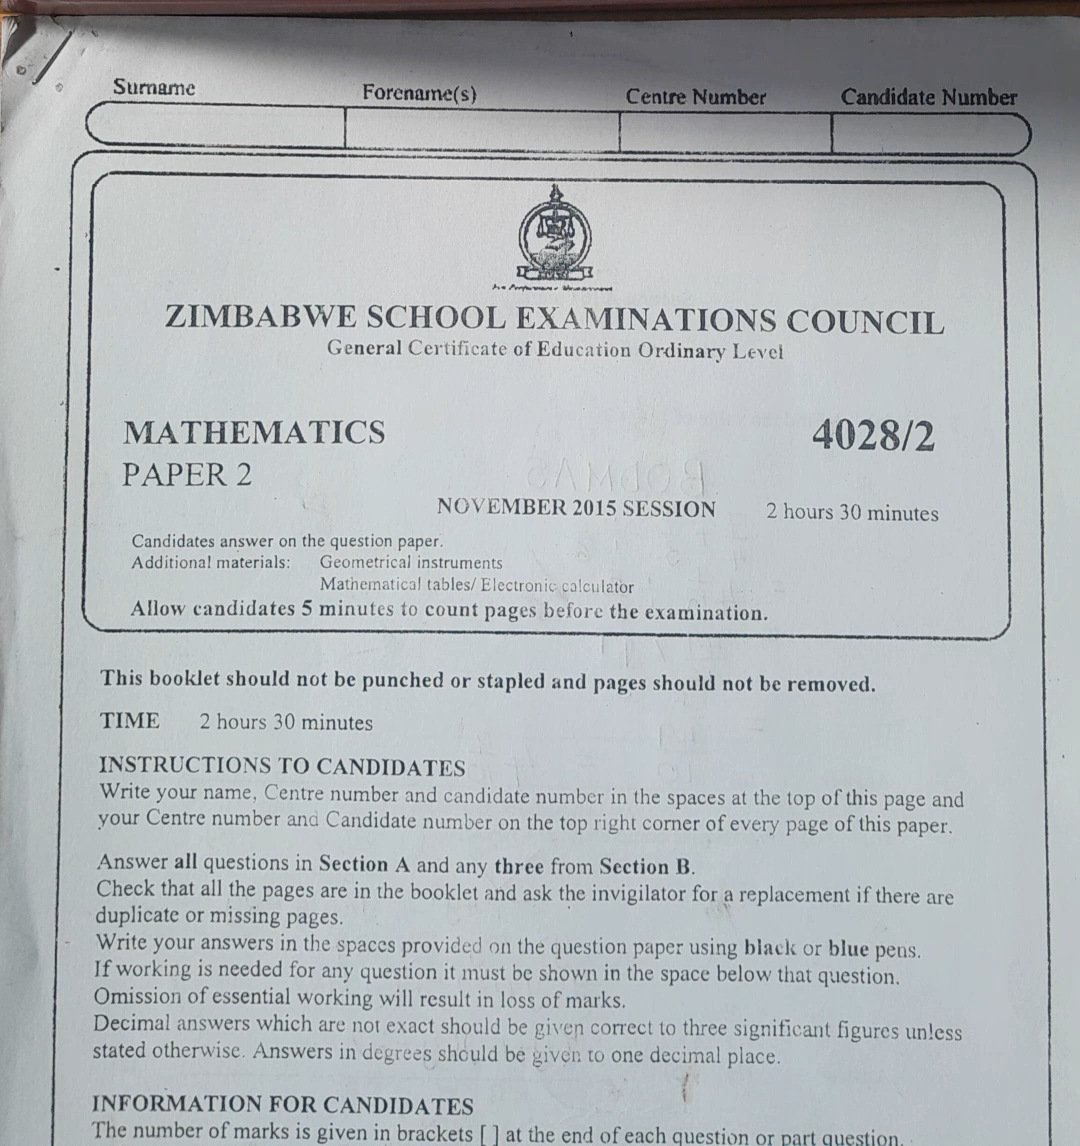 Surname Forename(s) Centre Number Candidate Number
ZIMBABWE SCHOOL EXAMINATIONS COUNCIL
General Certificate of Education Ordinary Level
MATHEMATICS 4028/2
PAPER 2
NOVEMBER 2015 SESSION 2 hours 30 minutes
Candidates answer on the question paper.
Additional materials: Geometrical instruments
Mathematical tables/ Electronic calculator
Allow candidates 5 minutes to count pages before the examination.
This booklet should not be punched or stapled and pages should not be removed.
TIME 2 hours 30 minutes
INSTRUCTIONS TO CANDIDATES
Write your name, Centre number and candidate number in the spaces at the top of this page and
your Centre number and Candidate number on the top right corner of every page of this paper.
Answer all questions in Section A and any three from Section B.
Check that all the pages are in the booklet and ask the invigilator for a replacement if there are
duplicate or missing pages.
Write your answers in the spaces provided on the question paper using black or blue pens.
If working is needed for any question it must be shown in the space below that question.
Omission of essential working will result in loss of marks.
Decimal answers which are not exact should be given correct to three significant figures unless
stated otherwise. Answers in degrees should be given to one decimal place.
INFORMATION FOR CANDIDATES
The number of marks is given in brackets [ ] at the end of each question or part question.